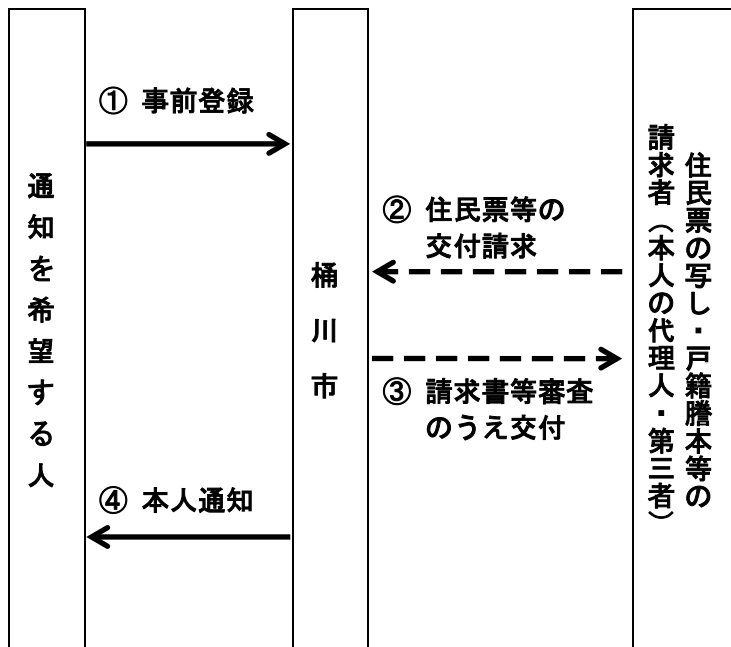 通知を希望する人
① 事前登録
④ 本人通知
桶川市
② 住民票等の
交付請求
③ 請求書等審査
のうえ交付
住民票の写し・戸籍謄本等の
請求者（本人の代理人・第三者）